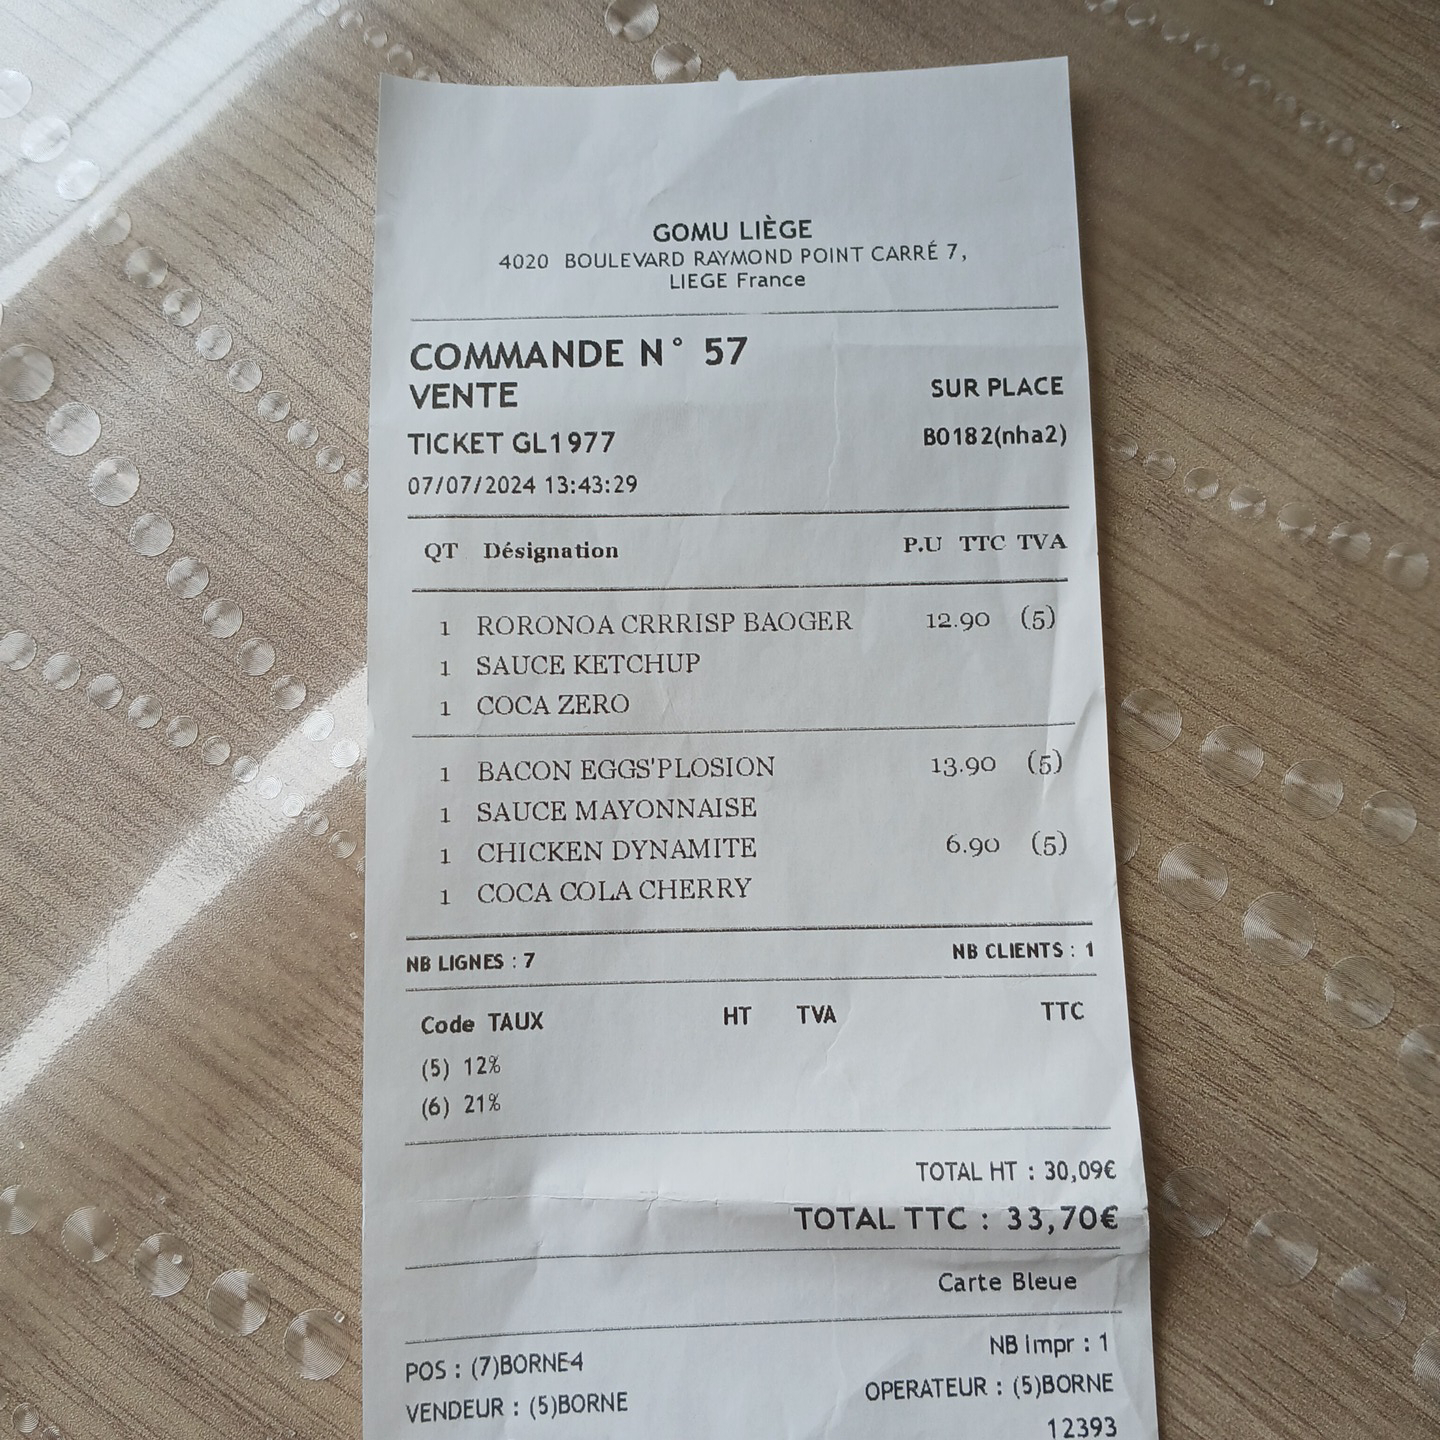 GOMU LIÈGE
4020 BOULEVARD RAYMOND POINT CARRÉ 7,
LIEGE France
COMMANDE N° 57
VENTE SUR PLACE
TICKET GL1977 B0182(nha2)
07/07/2024 13:43:29
QT Désignation P.U TTC TVA
1 RORONOA CRRRISP BAOGER 12.90 (5)
1 SAUCE KETCHUP
1 COCA ZERO
1 BACON EGGS'PLOSION 13.90 (5)
1 SAUCE MAYONNAISE
1 CHICKEN DYNAMITE 6.90 (5)
1 COCA COLA CHERRY
NB LIGNES : 7 NB CLIENTS : 1
Code TAUX HT TVA TTC
(5) 12%
(6) 21%
TOTAL HT : 30,09€
TOTAL TTC : 33,70€
Carte Bleue
NB Impr : 1
POS : (7)BORNE4
OPERATEUR : (5)BORNE
VENDEUR : (5)BORNE
12393